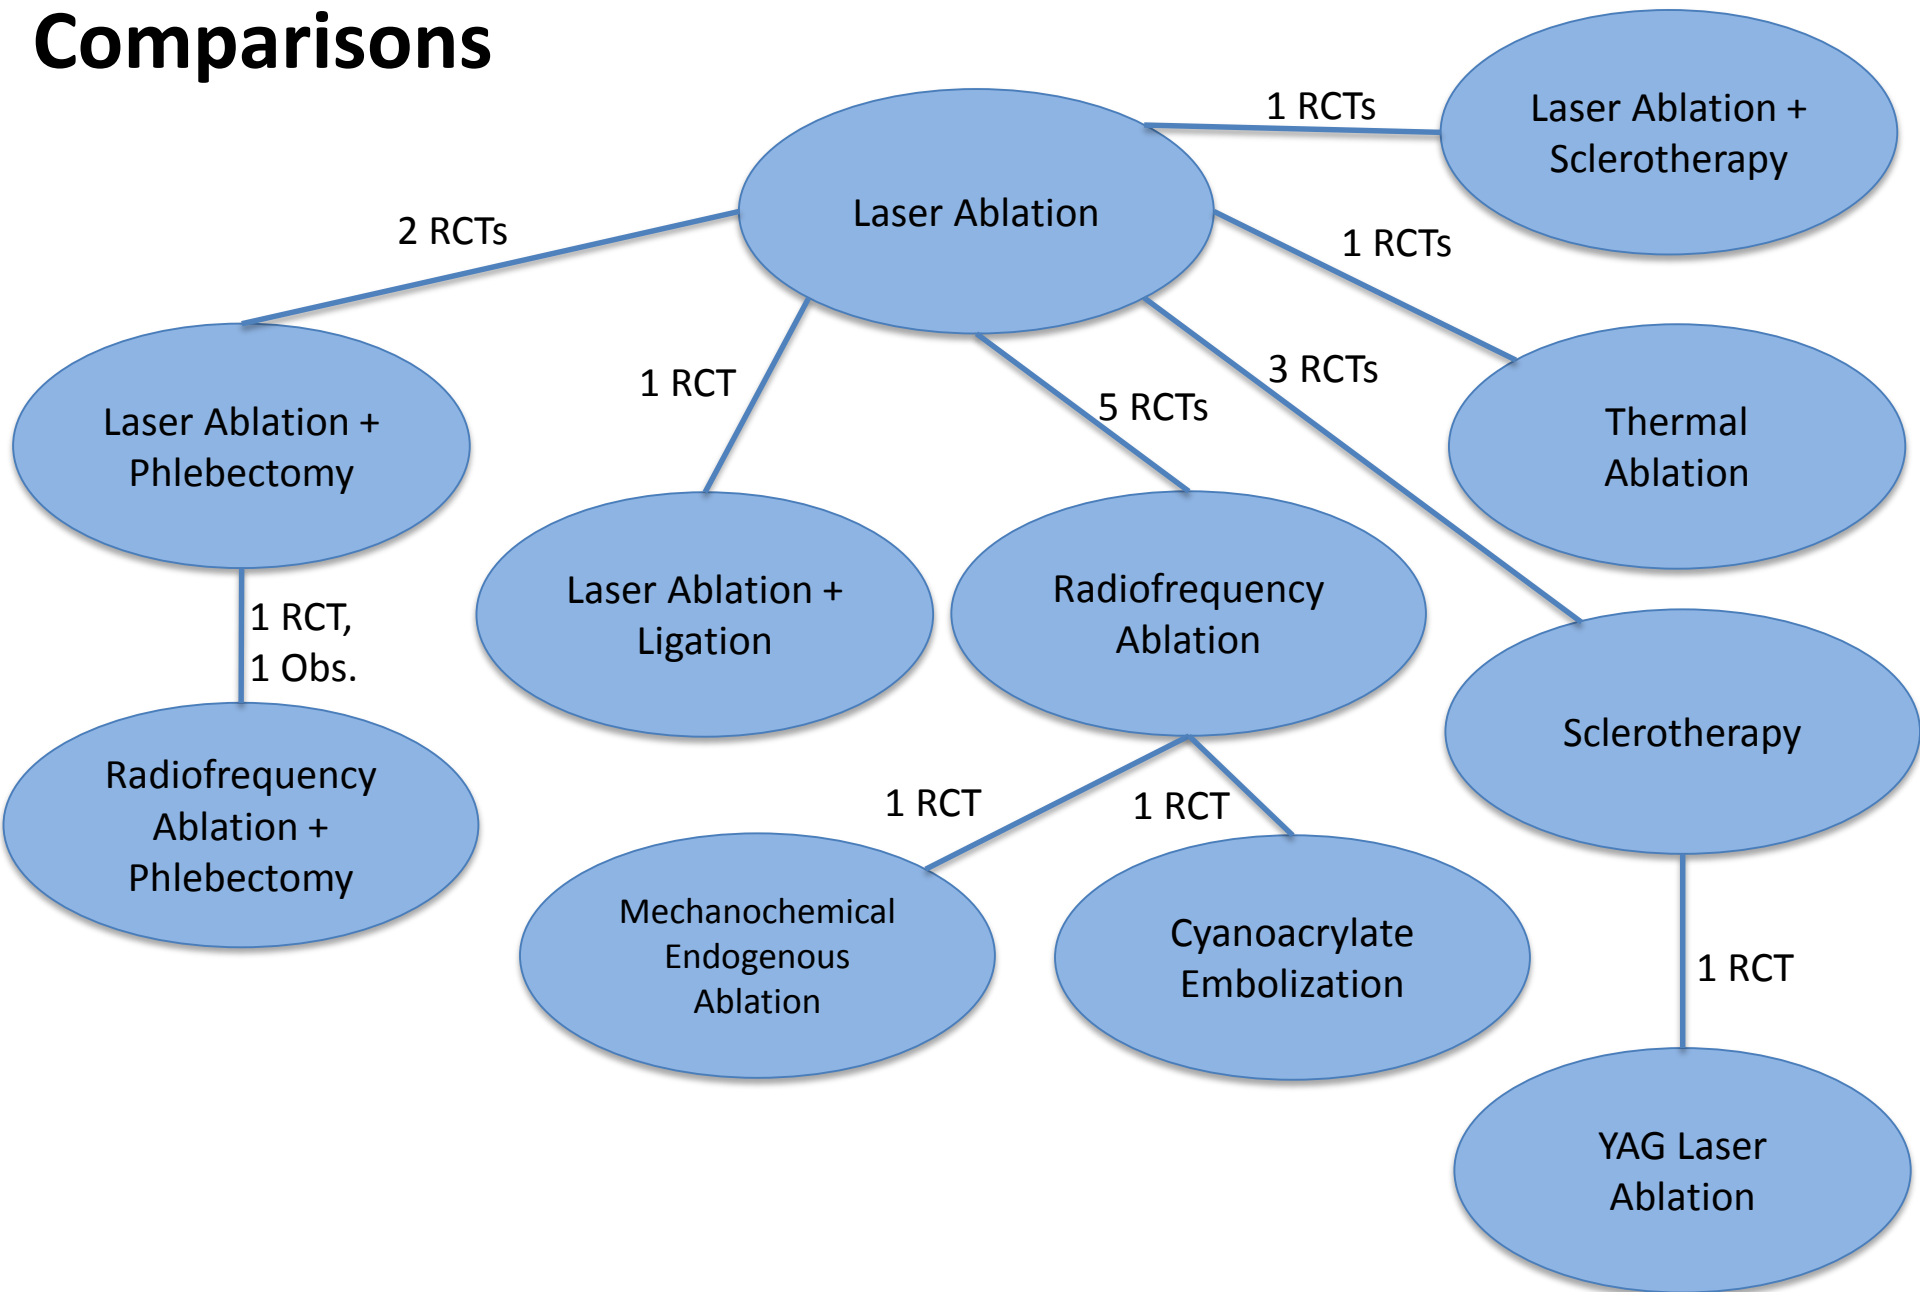 Comparisons
1 RCTs
Laser Ablation +
Sclerotherapy
Laser Ablation
2 RCTs
1 RCTs
1 RCT
5 RCTs
3 RCTs
Laser Ablation +
Phlebectomy
Thermal
Ablation
Laser Ablation +
Ligation
Radiofrequency
Ablation
1 RCT,
1 Obs.
Sclerotherapy
Radiofrequency
Ablation +
Phlebectomy
1 RCT
1 RCT
Mechanochemical
Endogenous
Ablation
Cyanoacrylate
Embolization
1 RCT
YAG Laser
Ablation